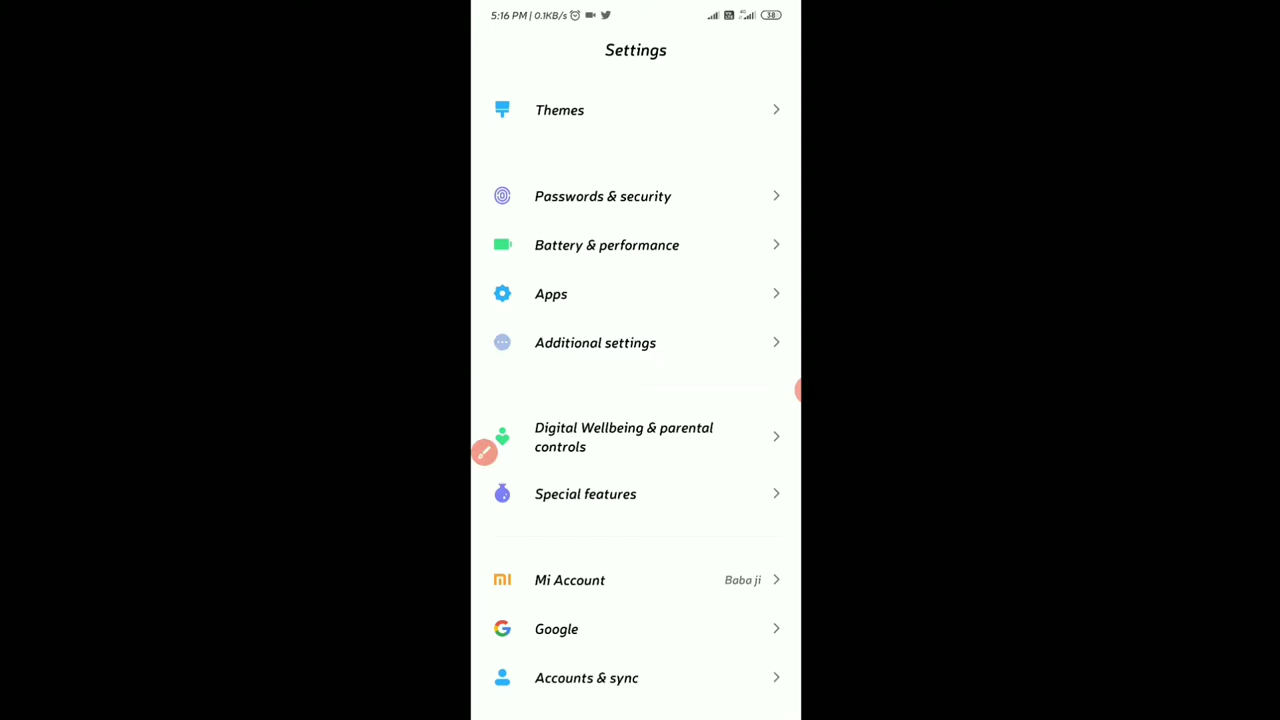 5:16 PM | 0.1KB/s
38
Settings
Themes
Passwords & security
Battery & performance
Apps
Additional settings
Digital Wellbeing & parental
controls
Special features
Mi Account Baba ji
Google
Accounts & sync